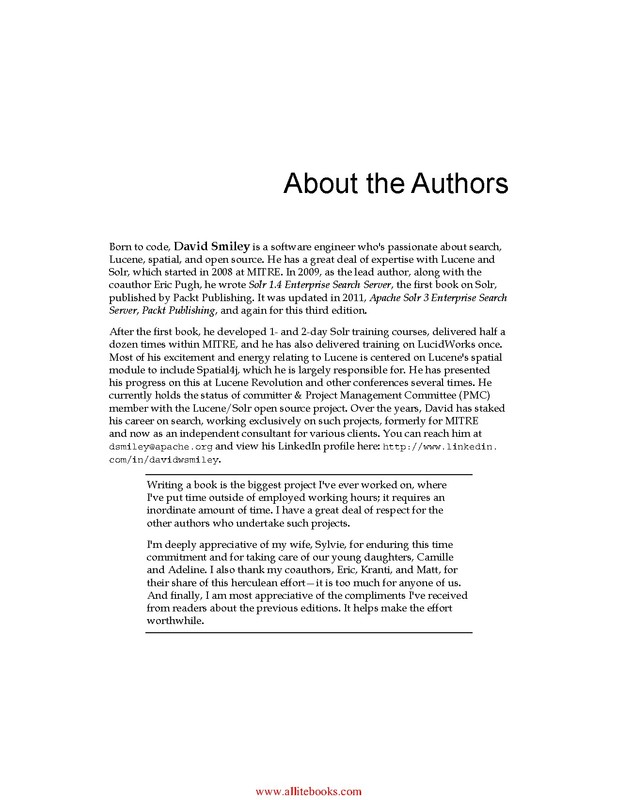 About the Authors
Born to code, David Smiley is a software engineer who's passionate about search,
Lucene, spatial, and open source. He has a great deal of expertise with Lucene and
Solr, which started in 2008 at MITRE. In 2009, as the lead author, along with the
coauthor Eric Pugh, he wrote Solr 1.4 Enterprise Search Server, the first book on Solr,
published by Packt Publishing. It was updated in 2011, Apache Solr 3 Enterprise Search
Server, Packt Publishing, and again for this third edition.
After the first book, he developed 1- and 2-day Solr training courses, delivered half a
dozen times within MITRE, and he has also delivered training on LucidWorks once.
Most of his excitement and energy relating to Lucene is centered on Lucene's spatial
module to include Spatial4j, which he is largely responsible for. He has presented
his progress on this at Lucene Revolution and other conferences several times. He
currently holds the status of committer & Project Management Committee (PMC)
member with the Lucene/Solr open source project. Over the years, David has staked
his career on search, working exclusively on such projects, formerly for MITRE
and now as an independent consultant for various clients. You can reach him at
dsmiley@apache.org and view his LinkedIn profile here: http://www.linkedin.
com/in/davidwsmiley.
Writing a book is the biggest project I've ever worked on, where
I've put time outside of employed working hours; it requires an
inordinate amount of time. I have a great deal of respect for the
other authors who undertake such projects.
I'm deeply appreciative of my wife, Sylvie, for enduring this time
commitment and for taking care of our young daughters, Camille
and Adeline. I also thank my coauthors, Eric, Kranti, and Matt, for
their share of this herculean effort—it is too much for anyone of us.
And finally, I am most appreciative of the compliments I've received
from readers about the previous editions. It helps make the effort
worthwhile.
www.allitebooks.com